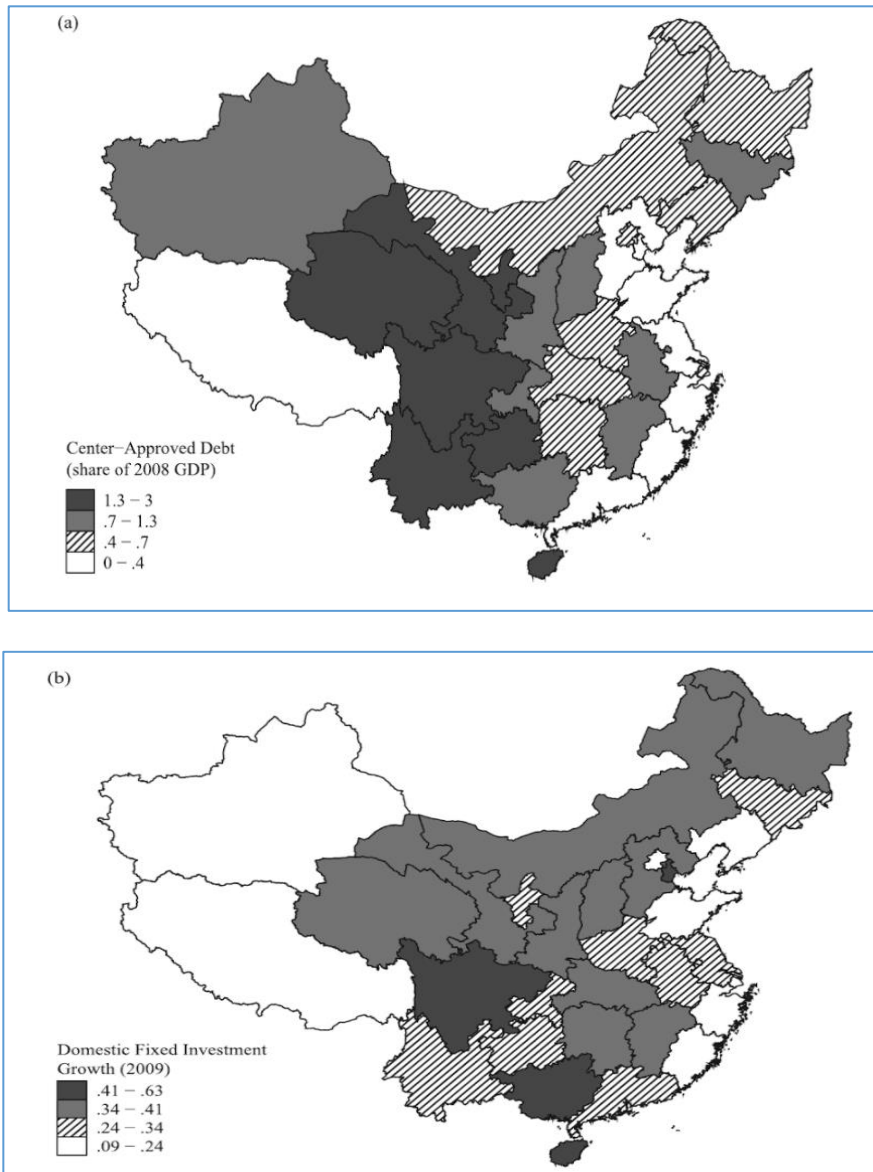 (a)
Center−Approved Debt
(share of 2008 GDP)
1.3 − 3
.7 − 1.3
.4 − .7
0 − .4
(b)
Domestic Fixed Investment
Growth (2009)
.41 − .63
.34 − .41
.24 − .34
.09 − .24